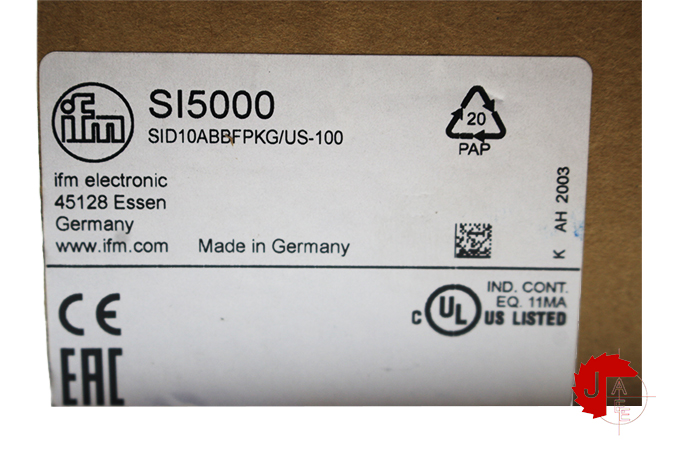 ifm
SI5000
SID10ABBFPKG/US-100
20
PAP
ifm electronic
45128 Essen
Germany
www.ifm.com
Made in Germany
K AH 2003
CE
EAC
C UL US LISTED
IND. CONT.
EQ. 11MA
JATE